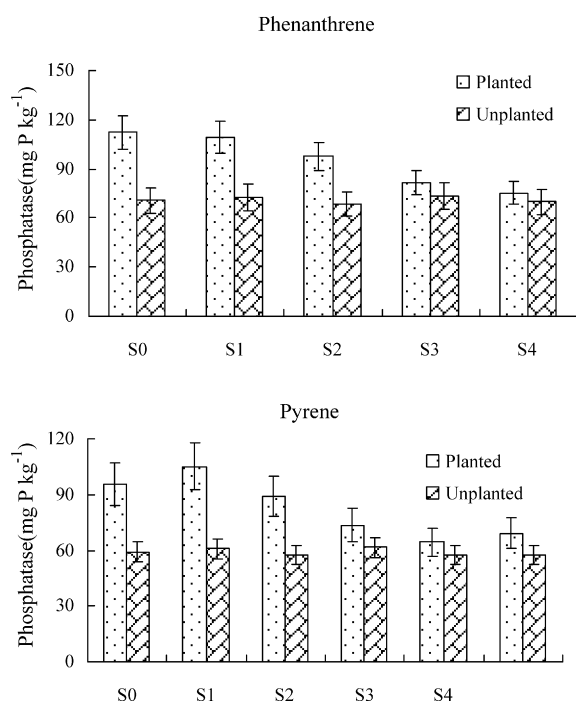 Phenanthrene
150
120
90
60
30
0
Phosphatase(mg P kg-1)
Planted
Unplanted
S0 S1 S2 S3 S4
Pyrene
120
90
60
30
0
Phosphatase(mg P kg-1)
Planted
Unplanted
S0 S1 S2 S3 S4